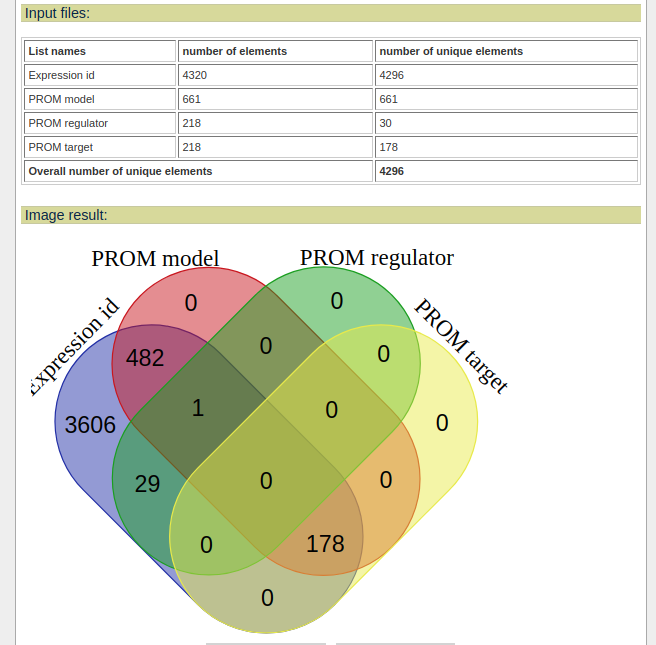 Input files:
List names number of elements number of unique elements
Expression id 4320 4296
PROM model 661 661
PROM regulator 218 30
PROM target 218 178
Overall number of unique elements 4296
Image result:
PROM model PROM regulator
Expression id PROM target
0 0
482 0 0
3606 1 0 0
29 0 0
0 178
0